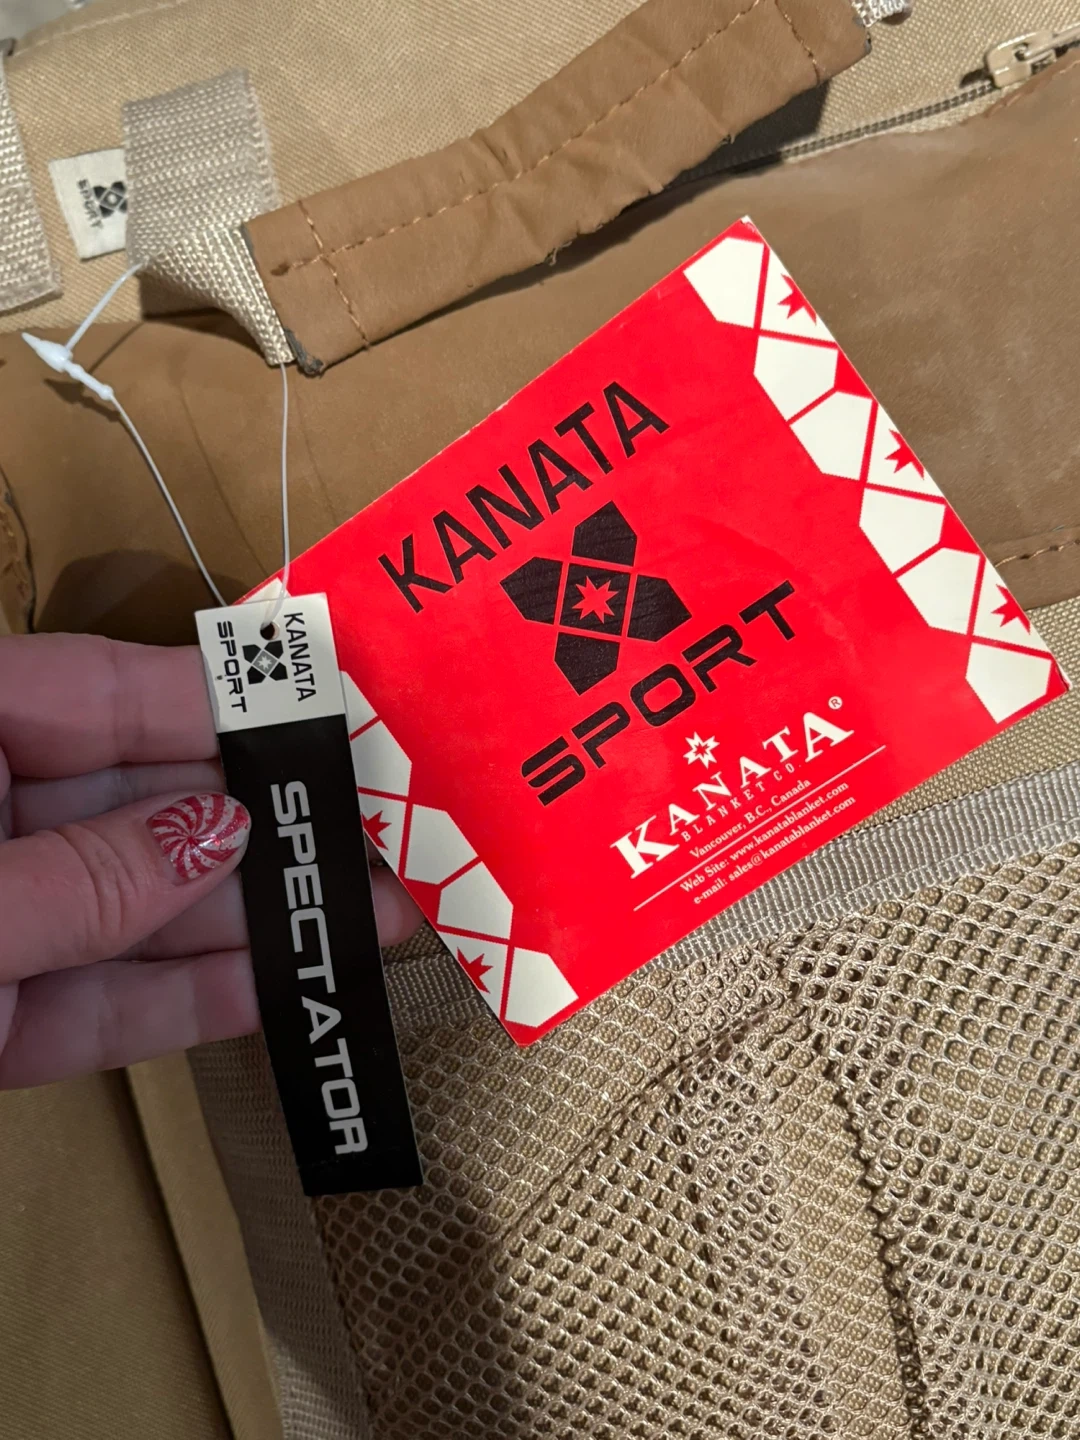 SPORT
KANATA
SPORT
SPECTATOR
KANATA
SPORT
KANATA®
BLANKET CO.
Vancouver, B.C., Canada
Web Site: www.kanatablanket.com
e-mail: sales@kanatablanket.com